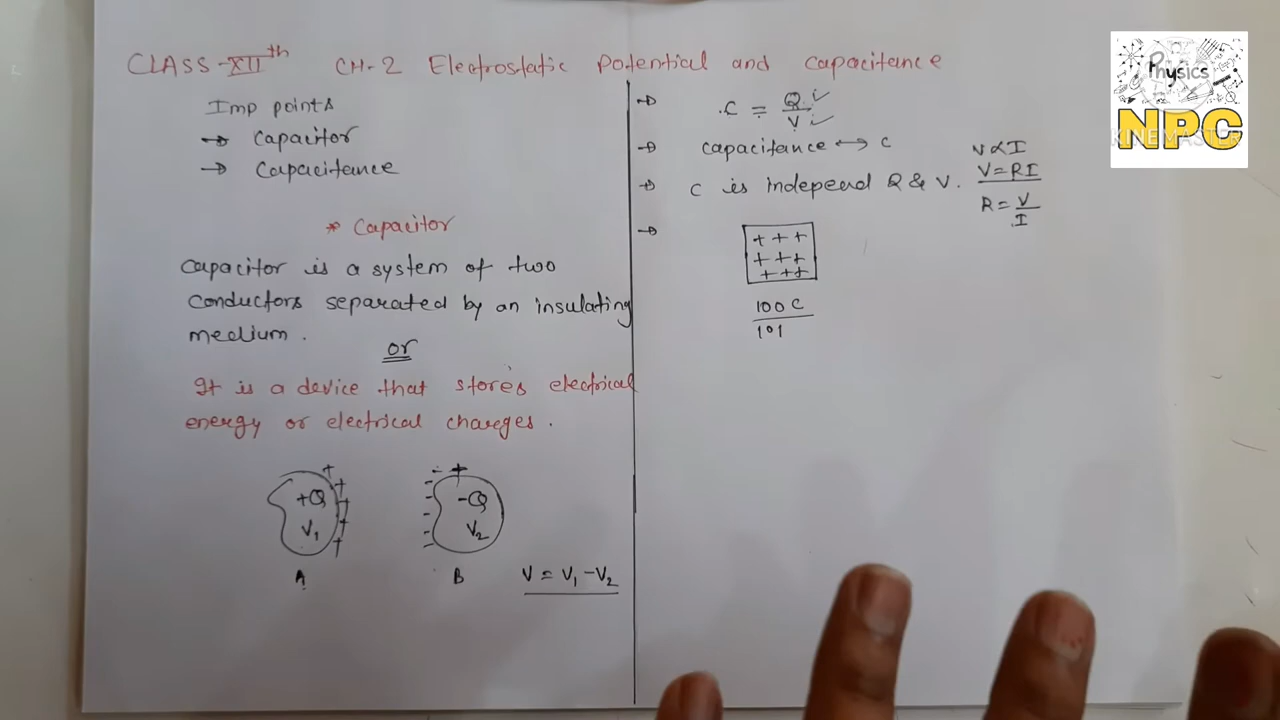 CLASS-XIIth CH-2 Electrostatic Potential and Capacitance
Imp points
→ Capacitor
→ Capacitance
* Capacitor
Capacitor is a system of two
Conductors separated by an insulating
medium.
or
It is a device that stores electrical
energy or electrical charges.
+Q
V₁
A
-Q
V₂
B
V = V₁ - V₂
→ C = Q/V
→ Capacitance ↔ C
→ C is independ Q & V.
V ∝ I
V = RI
R = V/I
→
+ + +
+ + +
+ + +
100 C
101
Physics
NPC
KINEMASTER